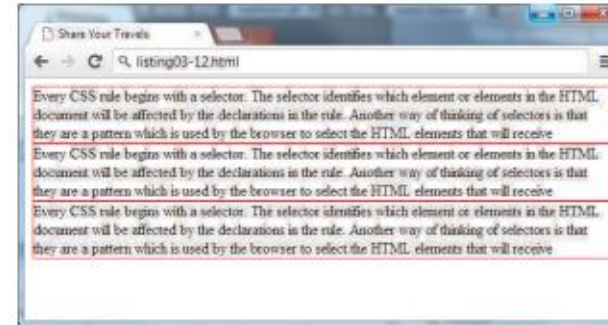 Share Your Travels
listing03-12.html
Every CSS rule begins with a selector. The selector identifies which element or elements in the HTML
document will be affected by the declarations in the rule. Another way of thinking of selectors is that
they are a pattern which is used by the browser to select the HTML elements that will receive
Every CSS rule begins with a selector. The selector identifies which element or elements in the HTML
document will be affected by the declarations in the rule. Another way of thinking of selectors is that
they are a pattern which is used by the browser to select the HTML elements that will receive
Every CSS rule begins with a selector. The selector identifies which element or elements in the HTML
document will be affected by the declarations in the rule. Another way of thinking of selectors is that
they are a pattern which is used by the browser to select the HTML elements that will receive